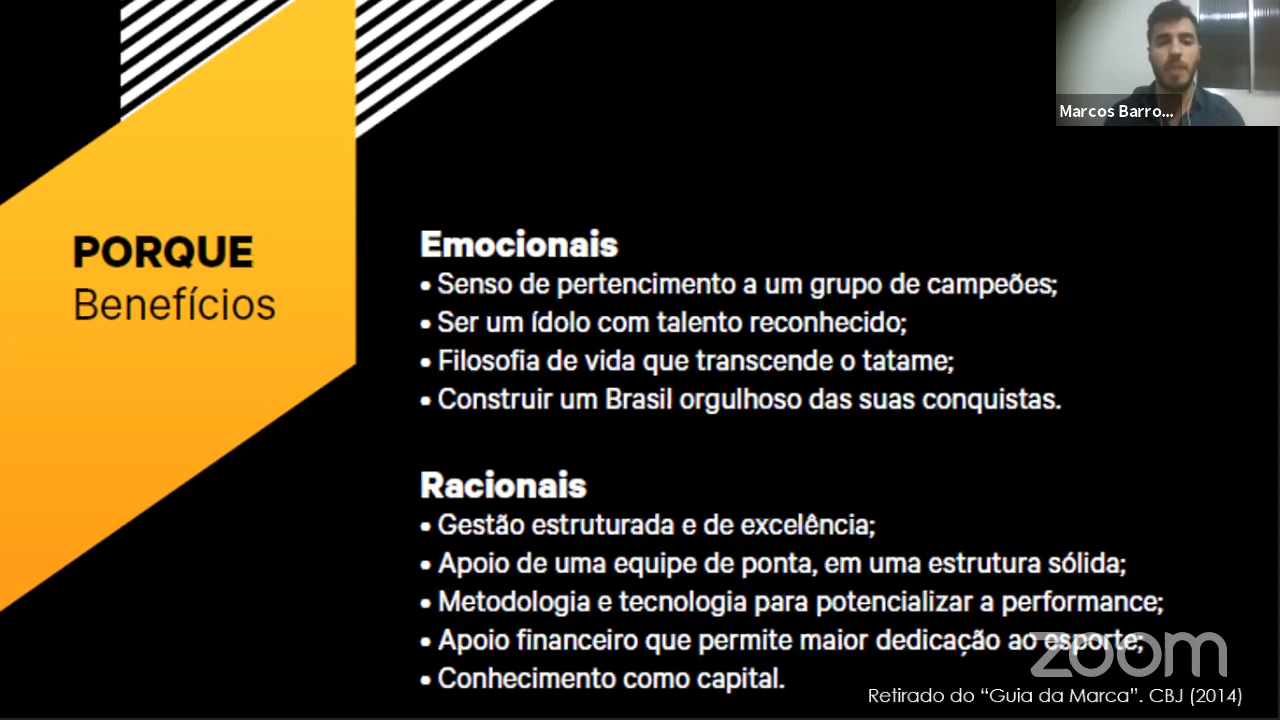 Marcos Barro...
PORQUE
Benefícios
Emocionais
• Senso de pertencimento a um grupo de campeões;
• Ser um ídolo com talento reconhecido;
• Filosofia de vida que transcende o tatame;
• Construir um Brasil orgulhoso das suas conquistas.
Racionais
• Gestão estruturada e de excelência;
• Apoio de uma equipe de ponta, em uma estrutura sólida;
• Metodologia e tecnologia para potencializar a performance;
• Apoio financeiro que permite maior dedicação ao esporte;
• Conhecimento como capital.
zoom
Retirado do “Guia da Marca”. CBJ (2014)